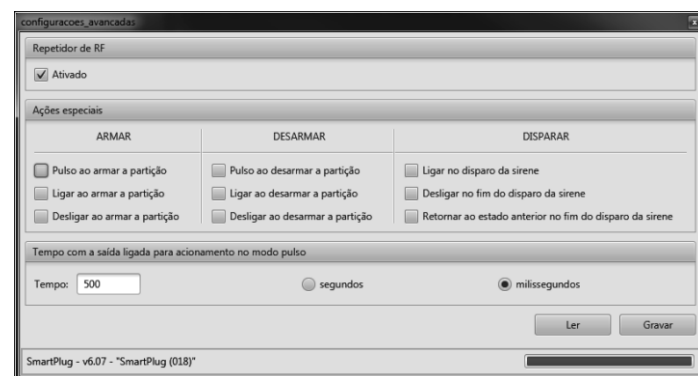 configuracoes_avancadas
Repetidor de RF
Ativado
Ações especiais
ARMAR DESARMAR DISPARAR
Pulso ao armar a partição Pulso ao desarmar a partição Ligar no disparo da sirene
Ligar ao armar a partição Ligar ao desarmar a partição Desligar no fim do disparo da sirene
Desligar ao armar a partição Desligar ao desarmar a partição Retornar ao estado anterior no fim do disparo da sirene
Tempo com a saída ligada para acionamento no modo pulso
Tempo: 500 segundos milissegundos
Ler Gravar
SmartPlug - v6.07 - "SmartPlug (018)"